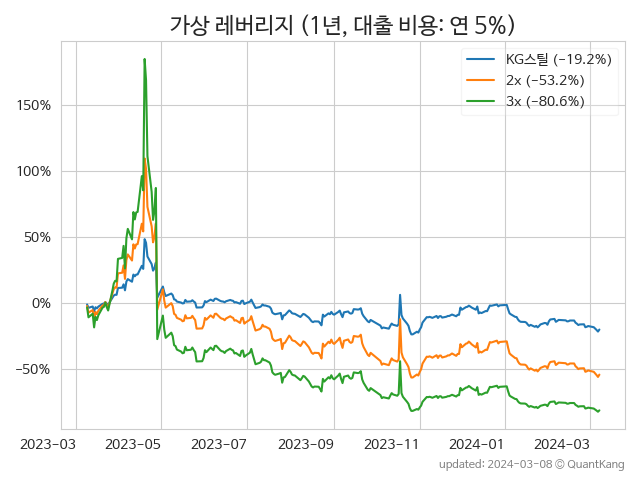 가상 레버리지 (1년, 대출 비용: 연 5%)
KG스틸 (−19.2%)
2x (−53.2%)
3x (−80.6%)
150%
100%
50%
0%
−50%
2023-03 2023-05 2023-07 2023-09 2023-11 2024-01 2024-03
updated: 2024-03-08 © QuantKang